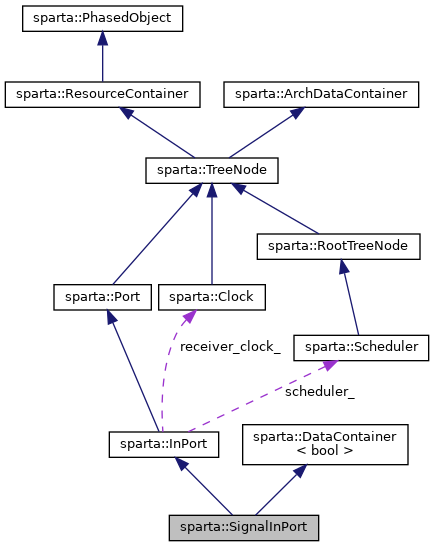 sparta::PhasedObject
sparta::ResourceContainer
sparta::ArchDataContainer
sparta::TreeNode
sparta::RootTreeNode
sparta::Port
sparta::Clock
receiver_clock_
sparta::Scheduler
scheduler_
sparta::InPort
sparta::DataContainer
< bool >
sparta::SignalInPort